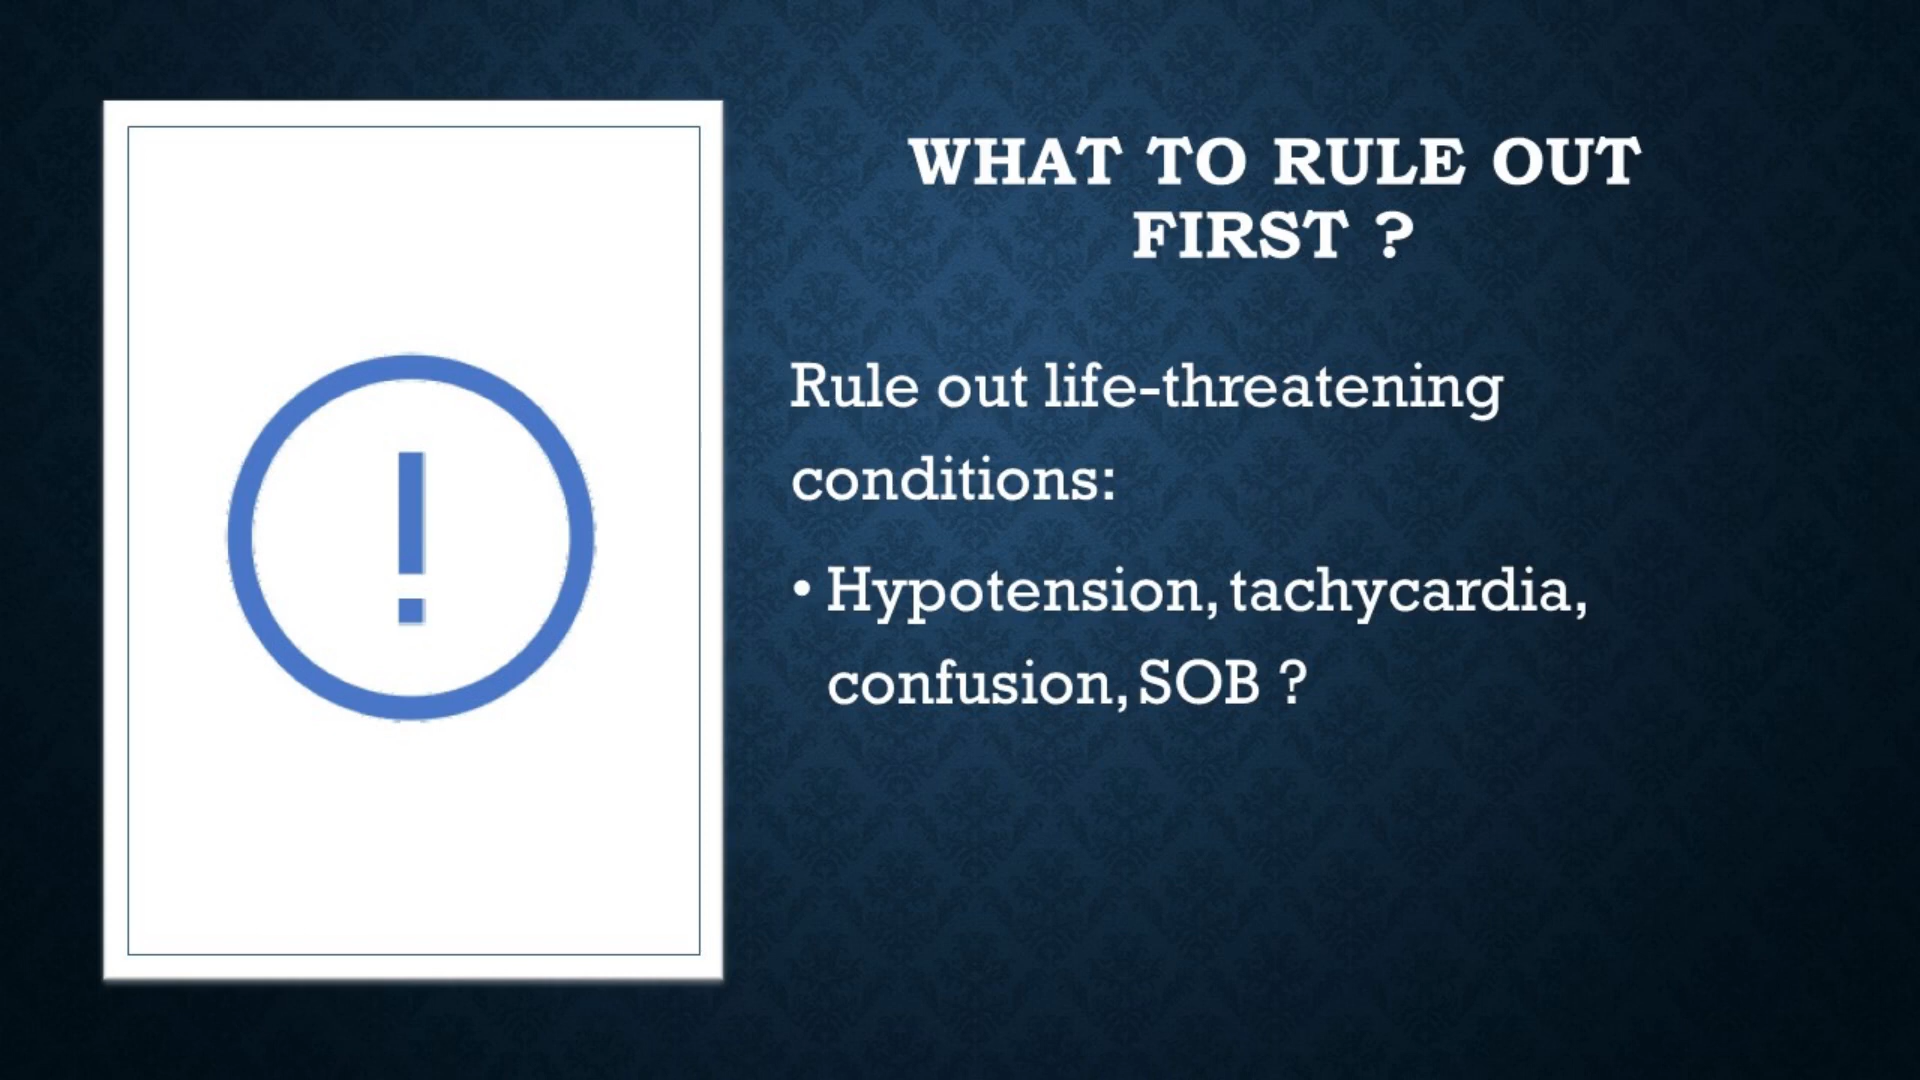 WHAT TO RULE OUT
FIRST ?
Rule out life-threatening
conditions:
• Hypotension, tachycardia,
confusion, SOB ?